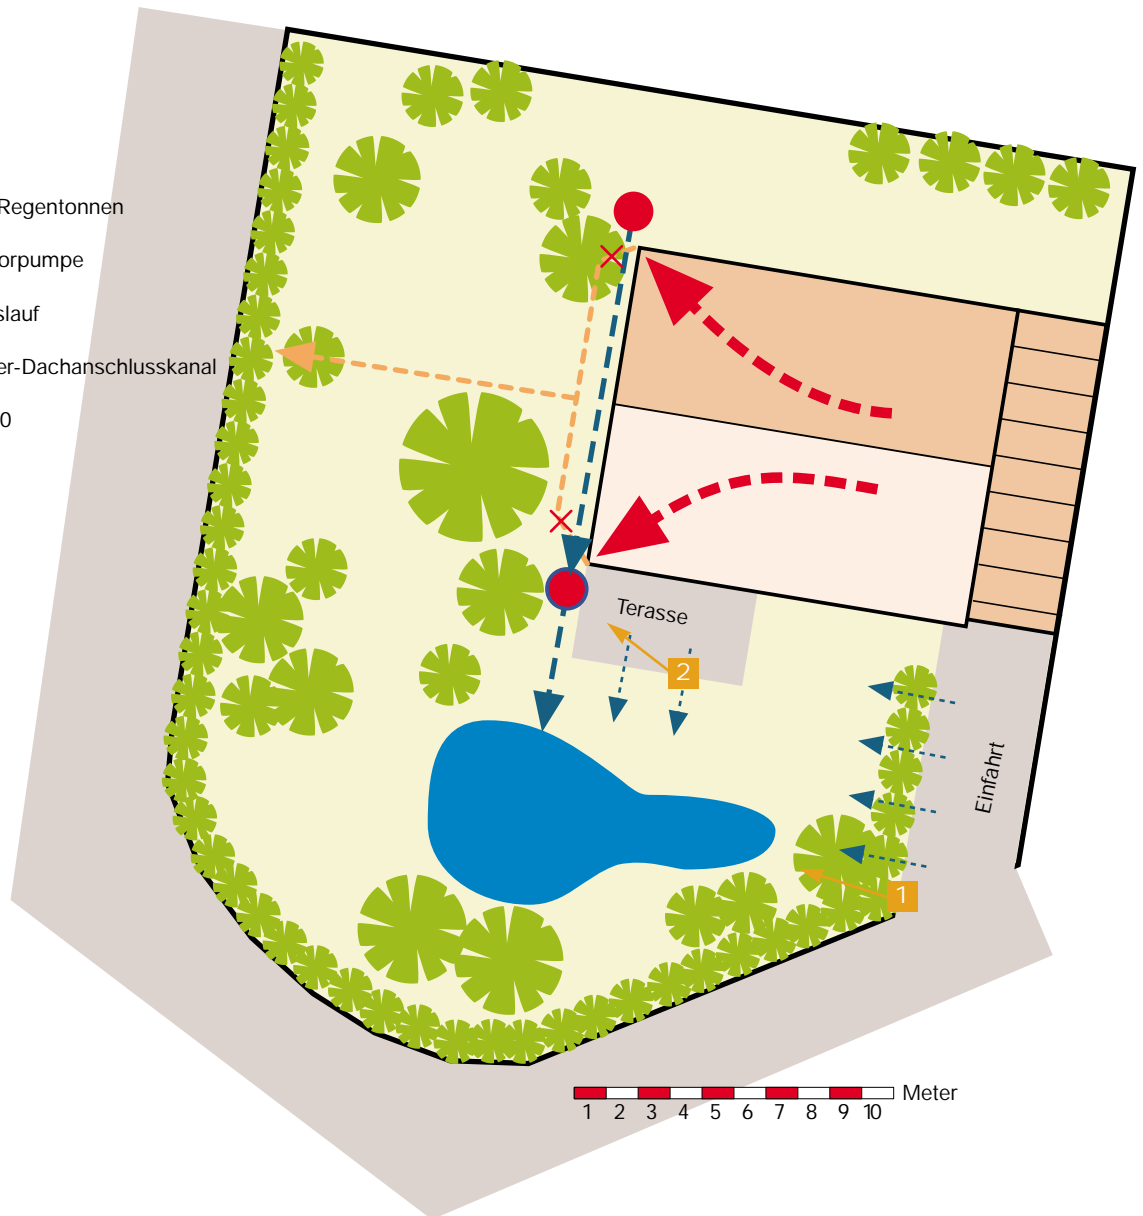 Regentonnen
orpumpe
slauf
er-Dachanschlusskanal
0
Terasse
2
Einfahrt
1
Meter
1 2 3 4 5 6 7 8 9 10